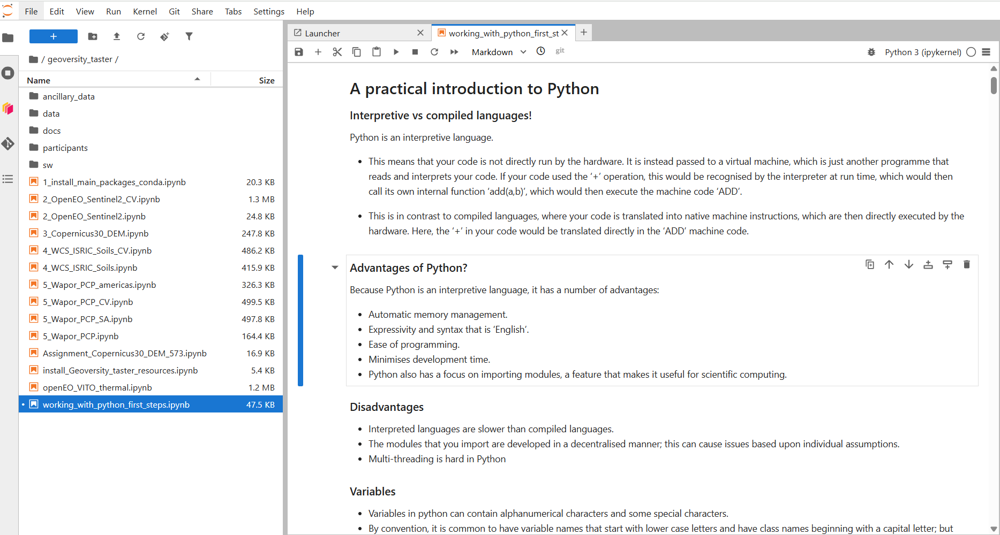 File Edit View Run Kernel Git Share Tabs Settings Help
Launcher
working_with_python_first_st
Markdown
git
Python 3 (ipykernel)
/ geoversity_taster /
Name Size
ancillary_data
data
docs
participants
sw
1_install_main_packages_conda.ipynb 20.3 KB
2_OpenEO_Sentinel2_CV.ipynb 1.3 MB
2_OpenEO_Sentinel2.ipynb 24.8 KB
3_Copernicus30_DEM.ipynb 247.8 KB
4_WCS_ISRIC_Soils_CV.ipynb 486.2 KB
4_WCS_ISRIC_Soils.ipynb 415.9 KB
5_Wapor_PCP_americas.ipynb 326.3 KB
5_Wapor_PCP_CV.ipynb 499.5 KB
5_Wapor_PCP_SA.ipynb 497.8 KB
5_Wapor_PCP.ipynb 164.4 KB
Assignment_Copernicus30_DEM_573.ipynb 16.9 KB
install_Geoversity_taster_resources.ipynb 5.4 KB
openEO_VITO_thermal.ipynb 1.2 MB
• working_with_python_first_steps.ipynb 47.5 KB
A practical introduction to Python
Interpretive vs compiled languages!
Python is an interpretive language.
• This means that your code is not directly run by the hardware. It is instead passed to a virtual machine, which is just another programme that
reads and interprets your code. If your code used the ‘+’ operation, this would be recognised by the interpreter at run time, which would then
call its own internal function ‘add(a,b)’, which would then execute the machine code ‘ADD’.
• This is in contrast to compiled languages, where your code is translated into native machine instructions, which are then directly executed by the
hardware. Here, the ‘+’ in your code would be translated directly in the ‘ADD’ machine code.
Advantages of Python?
Because Python is an interpretive language, it has a number of advantages:
• Automatic memory management.
• Expressivity and syntax that is ‘English’.
• Ease of programming.
• Minimises development time.
• Python also has a focus on importing modules, a feature that makes it useful for scientific computing.
Disadvantages
• Interpreted languages are slower than compiled languages.
• The modules that you import are developed in a decentralised manner; this can cause issues based upon individual assumptions.
• Multi-threading is hard in Python
Variables
• Variables in python can contain alphanumerical characters and some special characters.
• By convention, it is common to have variable names that start with lower case letters and have class names beginning with a capital letter; but